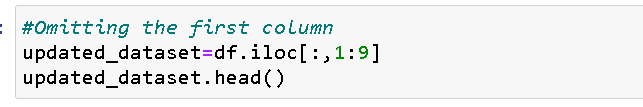 #Omitting the first column
updated_dataset=df.iloc[:,1:9]
updated_dataset.head()